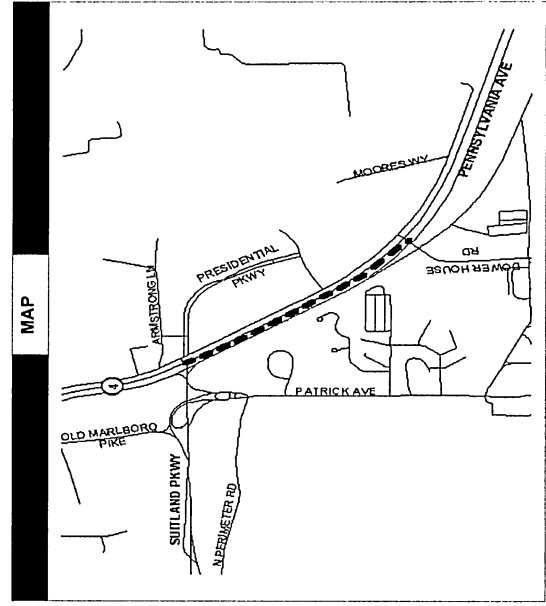 MAP
PENNSYLVANIA AVE
MOORES WY
PRESIDENTIAL
PKWY
ARMSTRONG LN
DOWER HOUSE
RD
4
PATRICK AVE
OLD MARLBORO
PIKE
SUITLAND PKWY
N PERIMETER RD